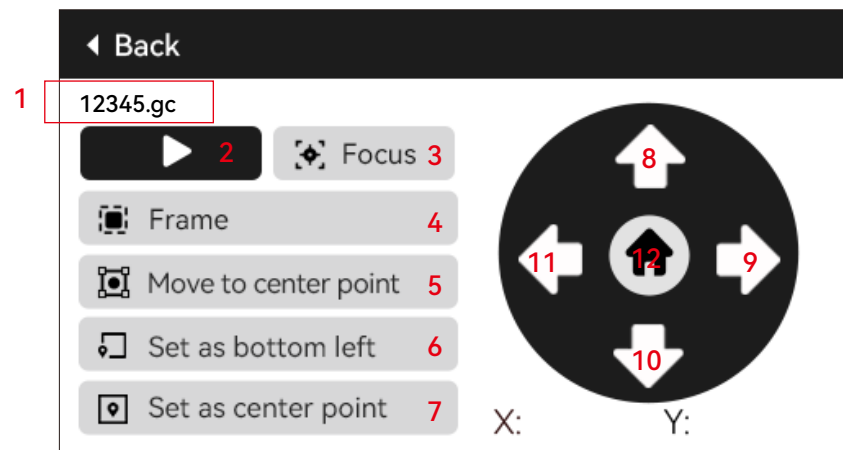 Back
1
12345.gc
2
Focus 3
8
Frame 4
11
12
9
Move to center point 5
Set as bottom left 6
10
Set as center point 7
X: Y: